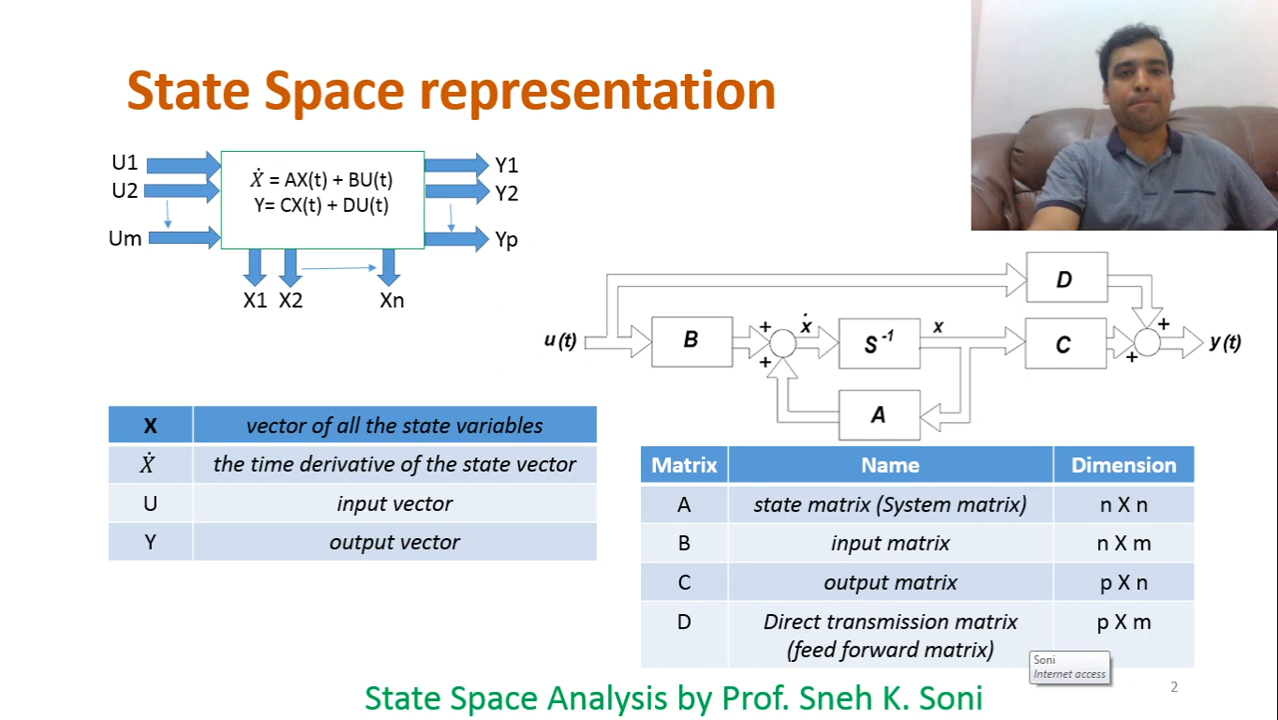 State Space representation
U1
U2
Um
Ẋ = AX(t) + BU(t)
Y= CX(t) + DU(t)
Y1
Y2
Yp
X1 X2 Xn
u(t)
B
+
+
ẋ
S⁻¹
x
A
C
D
+
+
y(t)
X vector of all the state variables
Ẋ the time derivative of the state vector
U input vector
Y output vector
Matrix Name Dimension
A state matrix (System matrix) n X n
B input matrix n X m
C output matrix p X n
D Direct transmission matrix p X m
(feed forward matrix)
Soni
Internet access
2
State Space Analysis by Prof. Sneh K. Soni